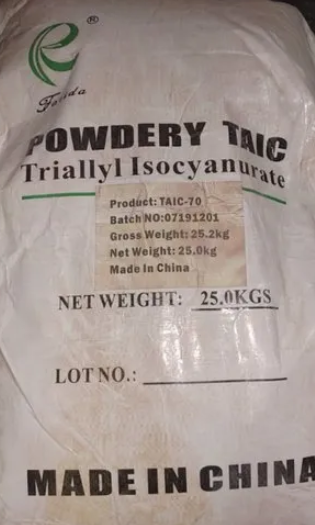 ®
Farida
POWDERY TAIC
Triallyl Isocyanurate
Product: TAIC-70
Batch NO:07191201
Gross Weight: 25.2kg
Net Weight: 25.0kg
Made In China
NET WEIGHT: 25.0KGS
LOT NO.:
MADE IN CHINA